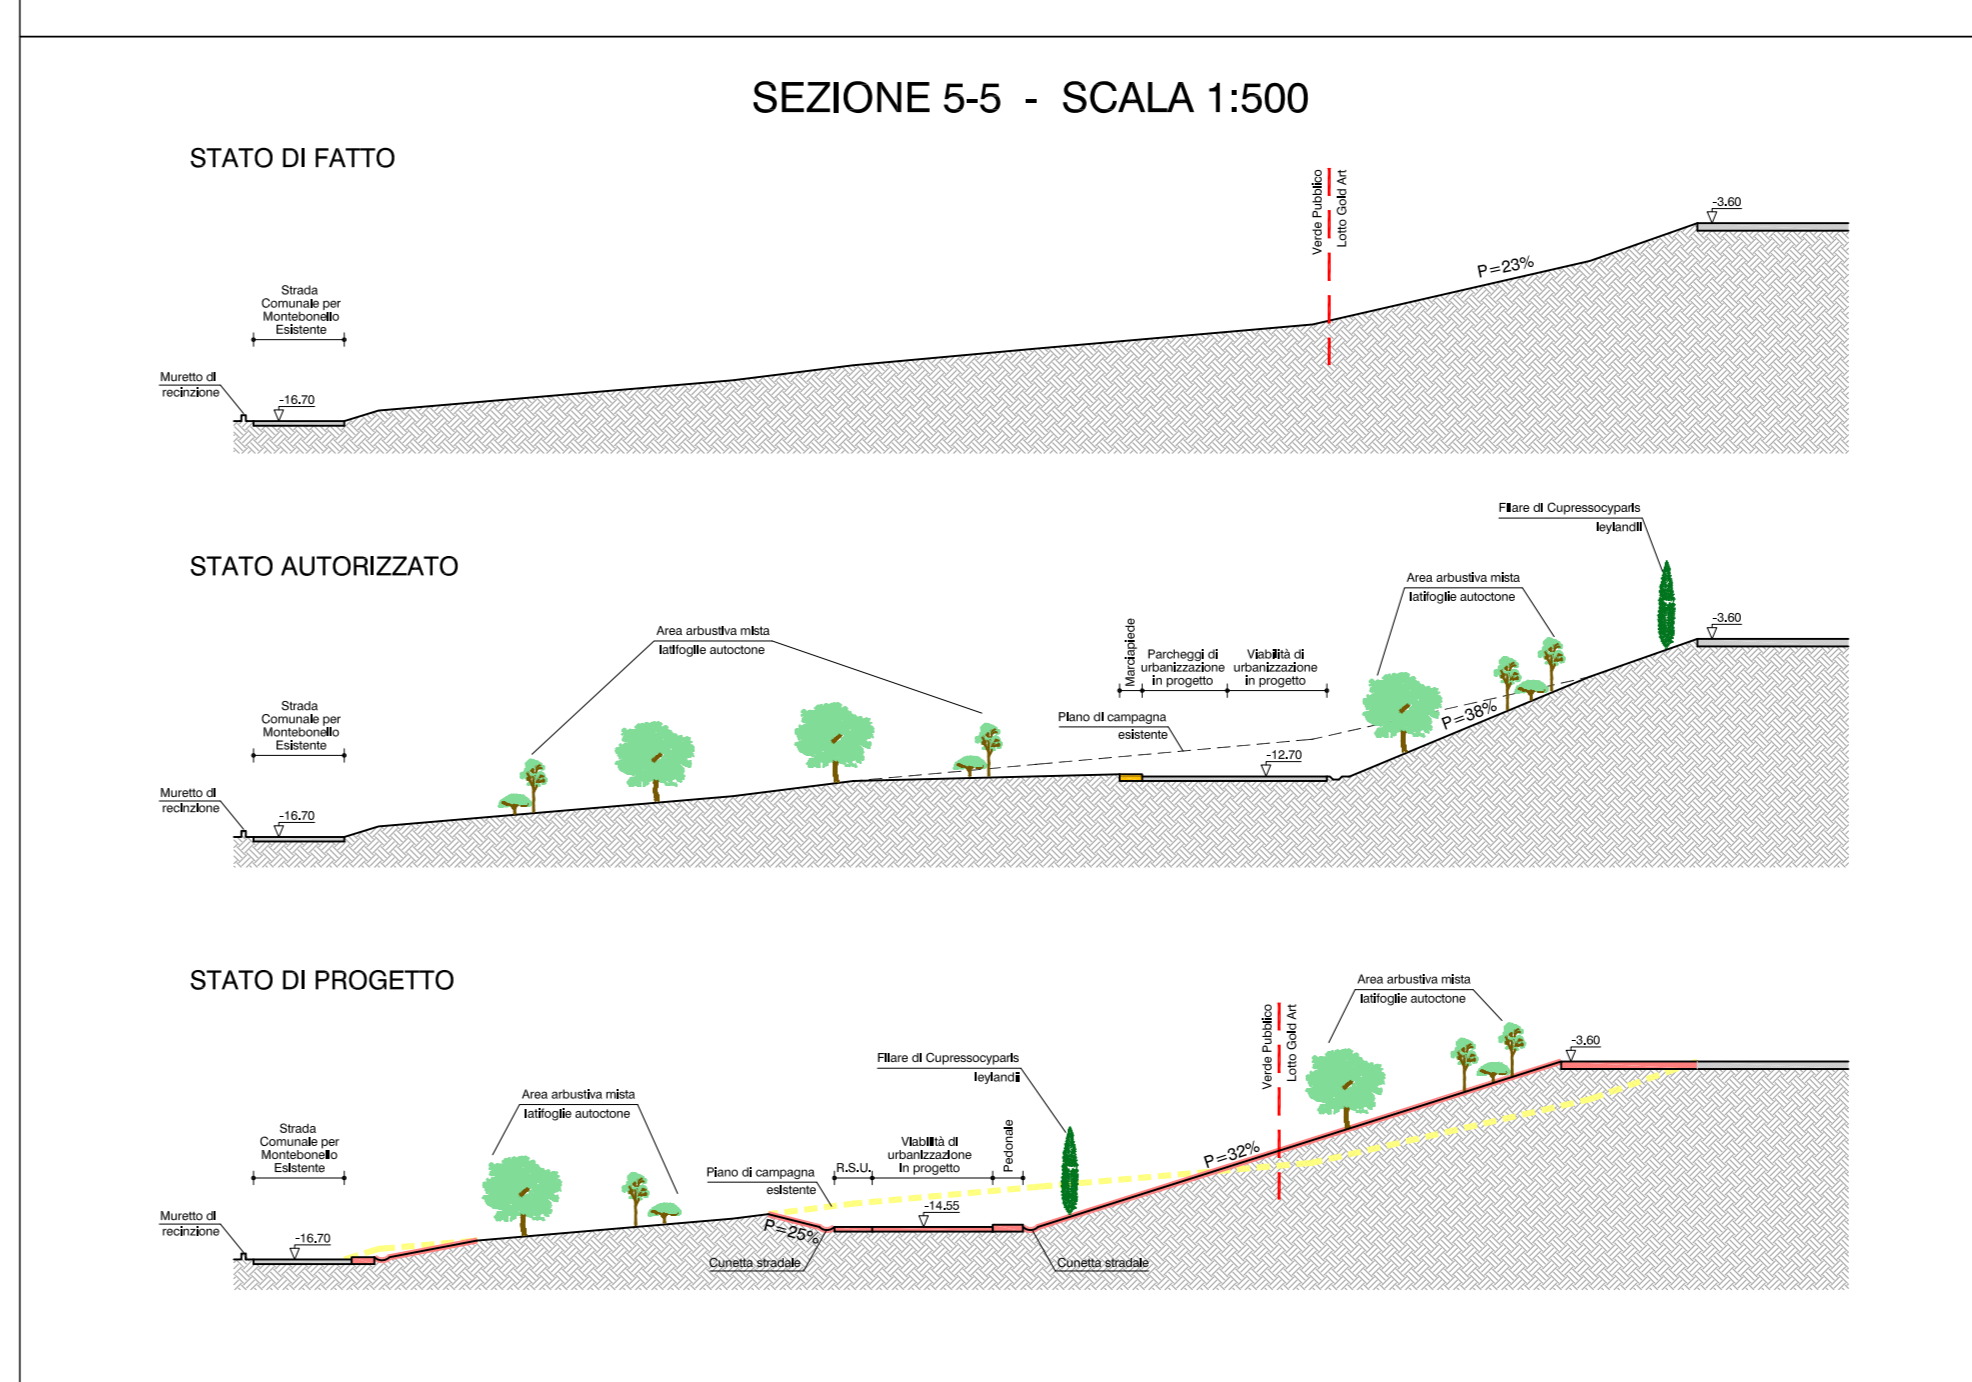 SEZIONE 5-5 - SCALA 1:500
STATO DI FATTO
Verde Pubblico
Lotto Gold Art
-3.60
P=23%
Strada
Comunale per
Montebonello
Esistente
Muretto di
recinzione
-16.70
Filare di Cupressocyparis
leylandii
STATO AUTORIZZATO
Area arbustiva mista
latifoglie autoctone
-3.60
Area arbustiva mista
latifoglie autoctone
Marciapiede
Parcheggi di
urbanizzazione
in progetto
Viabilità di
urbanizzazione
in progetto
Strada
Comunale per
Montebonello
Esistente
Piano di campagna
esistente
P=38%
-12.70
Muretto di
recinzione
-16.70
STATO DI PROGETTO
Area arbustiva mista
latifoglie autoctone
Verde Pubblico
Lotto Gold Art
-3.60
Filare di Cupressocyparis
leylandii
Area arbustiva mista
latifoglie autoctone
Strada
Comunale per
Montebonello
Esistente
Piano di campagna
esistente
R.S.U.
Viabilità di
urbanizzazione
in progetto
Pedonale
P=32%
-14.55
P=25%
Muretto di
recinzione
-16.70
Cunetta stradale
Cunetta stradale